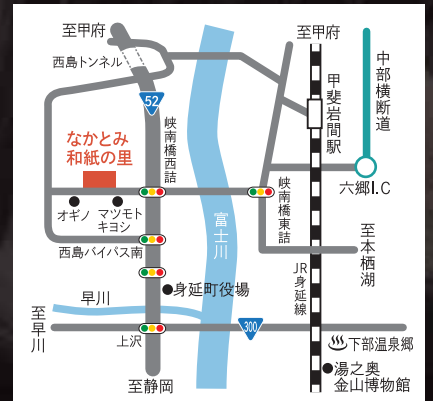 至甲府
至甲府
西島トンネル
52
中部横断道
甲斐岩間駅
峡南橋西詰
なかとみ
和紙の里
六郷I.C
オギノ
マツモト
キヨシ
峡南橋東詰
富士川
至本栖湖
西島バイパス南
JR身延線
身延町役場
早川
至早川
上沢
300
下部温泉郷
湯之奥
金山博物館
至静岡